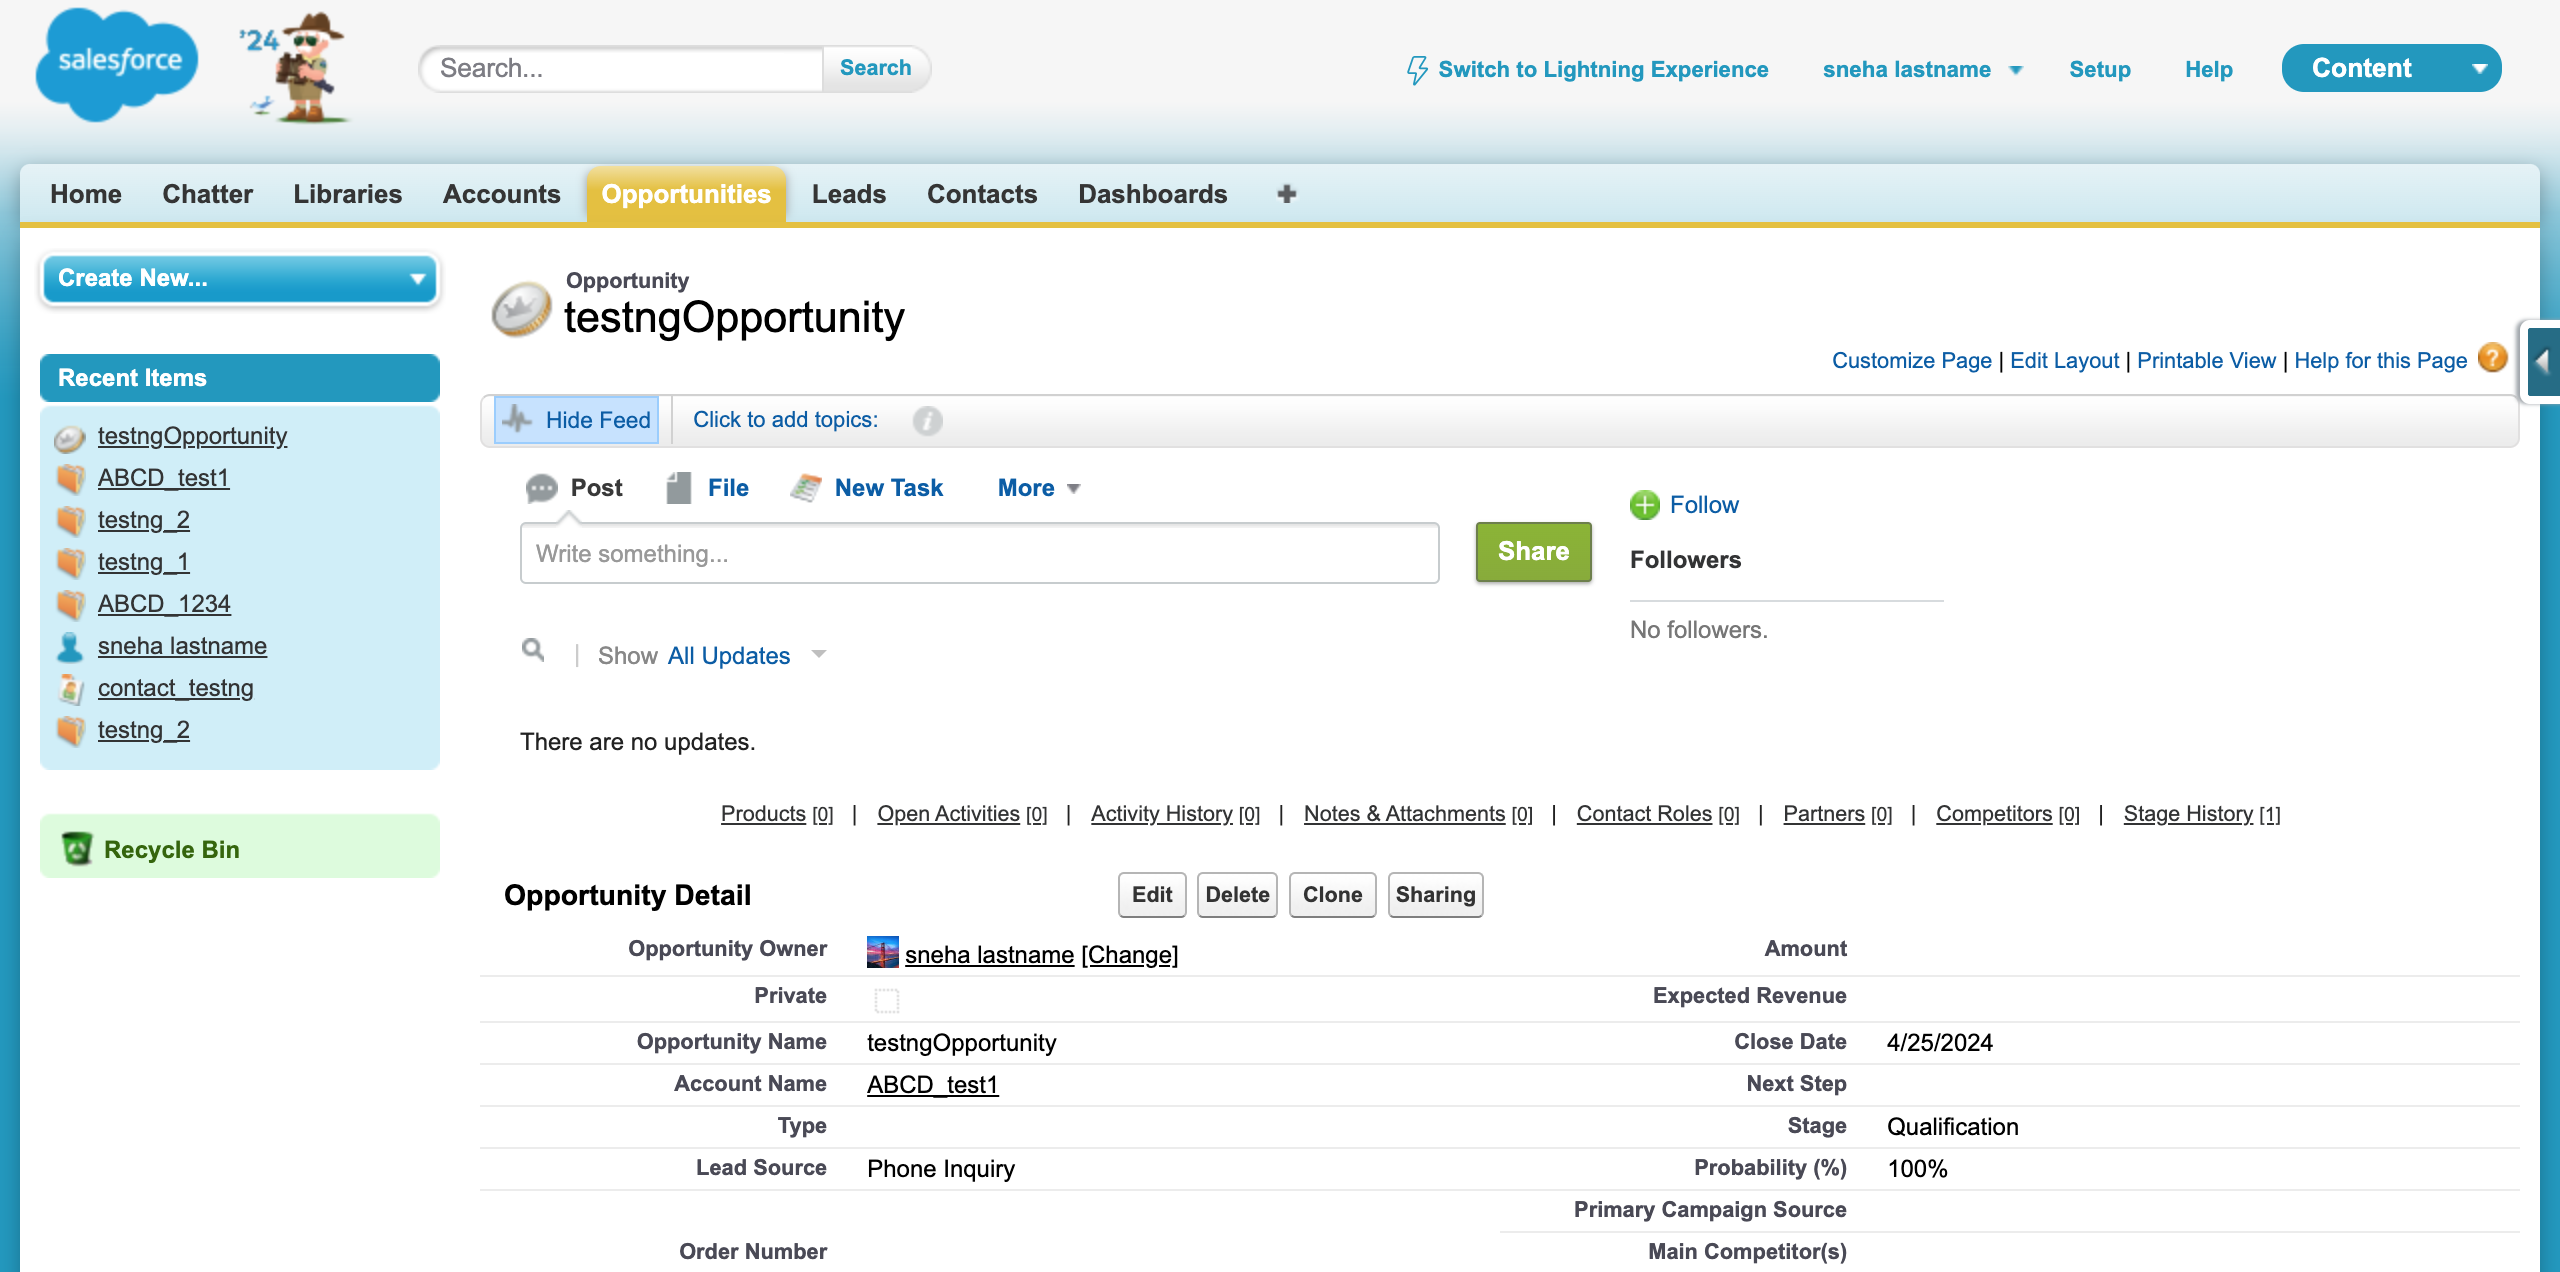 salesforce
'24
Search...
Search
Switch to Lightning Experience
sneha lastname
Setup
Help
Content
Home
Chatter
Libraries
Accounts
Opportunities
Leads
Contacts
Dashboards
+
Create New...
Recent Items
testngOpportunity
ABCD_test1
testng_2
testng_1
ABCD_1234
sneha lastname
contact_testng
testng_2
Recycle Bin
Opportunity
testngOpportunity
Customize Page | Edit Layout | Printable View | Help for this Page ?
Hide Feed
Click to add topics: i
Post
File
New Task
More
Write something...
Share
Follow
Followers
No followers.
Show All Updates
There are no updates.
Products [0] | Open Activities [0] | Activity History [0] | Notes & Attachments [0] | Contact Roles [0] | Partners [0] | Competitors [0] | Stage History [1]
Opportunity Detail
Edit
Delete
Clone
Sharing
Opportunity Owner sneha lastname [Change] Amount
Private Expected Revenue
Opportunity Name testngOpportunity Close Date 4/25/2024
Account Name ABCD_test1 Next Step
Type Stage Qualification
Lead Source Phone Inquiry Probability (%) 100%
Primary Campaign Source
Order Number Main Competitor(s)